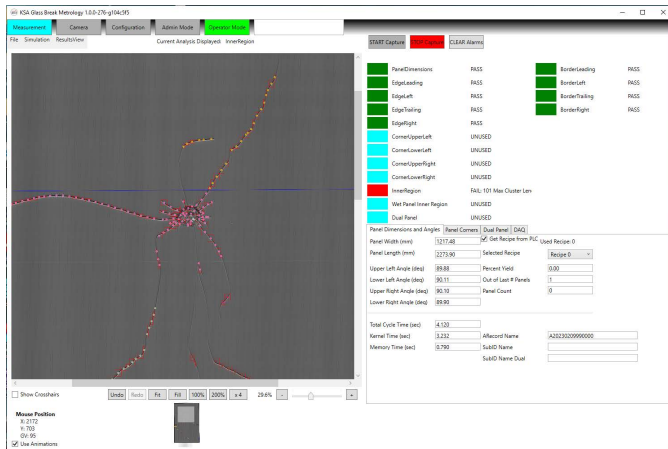 KSA Glass Break Metrology 1.0.0-276-g104c5f5
Measurement Camera Configuration Admin Mode Operator Mode
File Simulation ResultsView Current Analysis Displayed: InnerRegion
START Capture STOP Capture CLEAR Alarms
PanelDimensions PASS BorderLeading PASS
EdgeLeading PASS BorderLeft PASS
EdgeLeft PASS BorderTrailing PASS
EdgeTrailing PASS BorderRight PASS
EdgeRight PASS
CornerUpperLeft UNUSED
CornerLowerLeft UNUSED
CornerUpperRight UNUSED
CornerLowerRight UNUSED
InnerRegion FAIL: 101 Max Cluster Len
Wet Panel Inner Region UNUSED
Dual Panel UNUSED
Panel Dimensions and Angles Panel Corners Dual Panel DAQ
Panel Width (mm) 1217.48 Get Recipe from PLC Used Recipe: 0
Panel Length (mm) 2273.90 Selected Recipe Recipe 0
Upper Left Angle (deg) 89.88 Percent Yield 0.00
Lower Left Angle (deg) 90.11 Out of Last # Panels 1
Upper Right Angle (deg) 90.10 Panel Count 0
Lower Right Angle (deg) 89.90
Total Cycle Time (sec) 4.120
Kernel Time (sec) 3.232 ARecord Name A20230209990000
Memory Time (sec) 0.790 SubID Name
SubID Name Dual
Show Crosshairs Undo Redo Fit Fill 100% 200% x 4 29.6% - +
Mouse Position
X: 2172
Y: 703
GV: 95
Use Animations